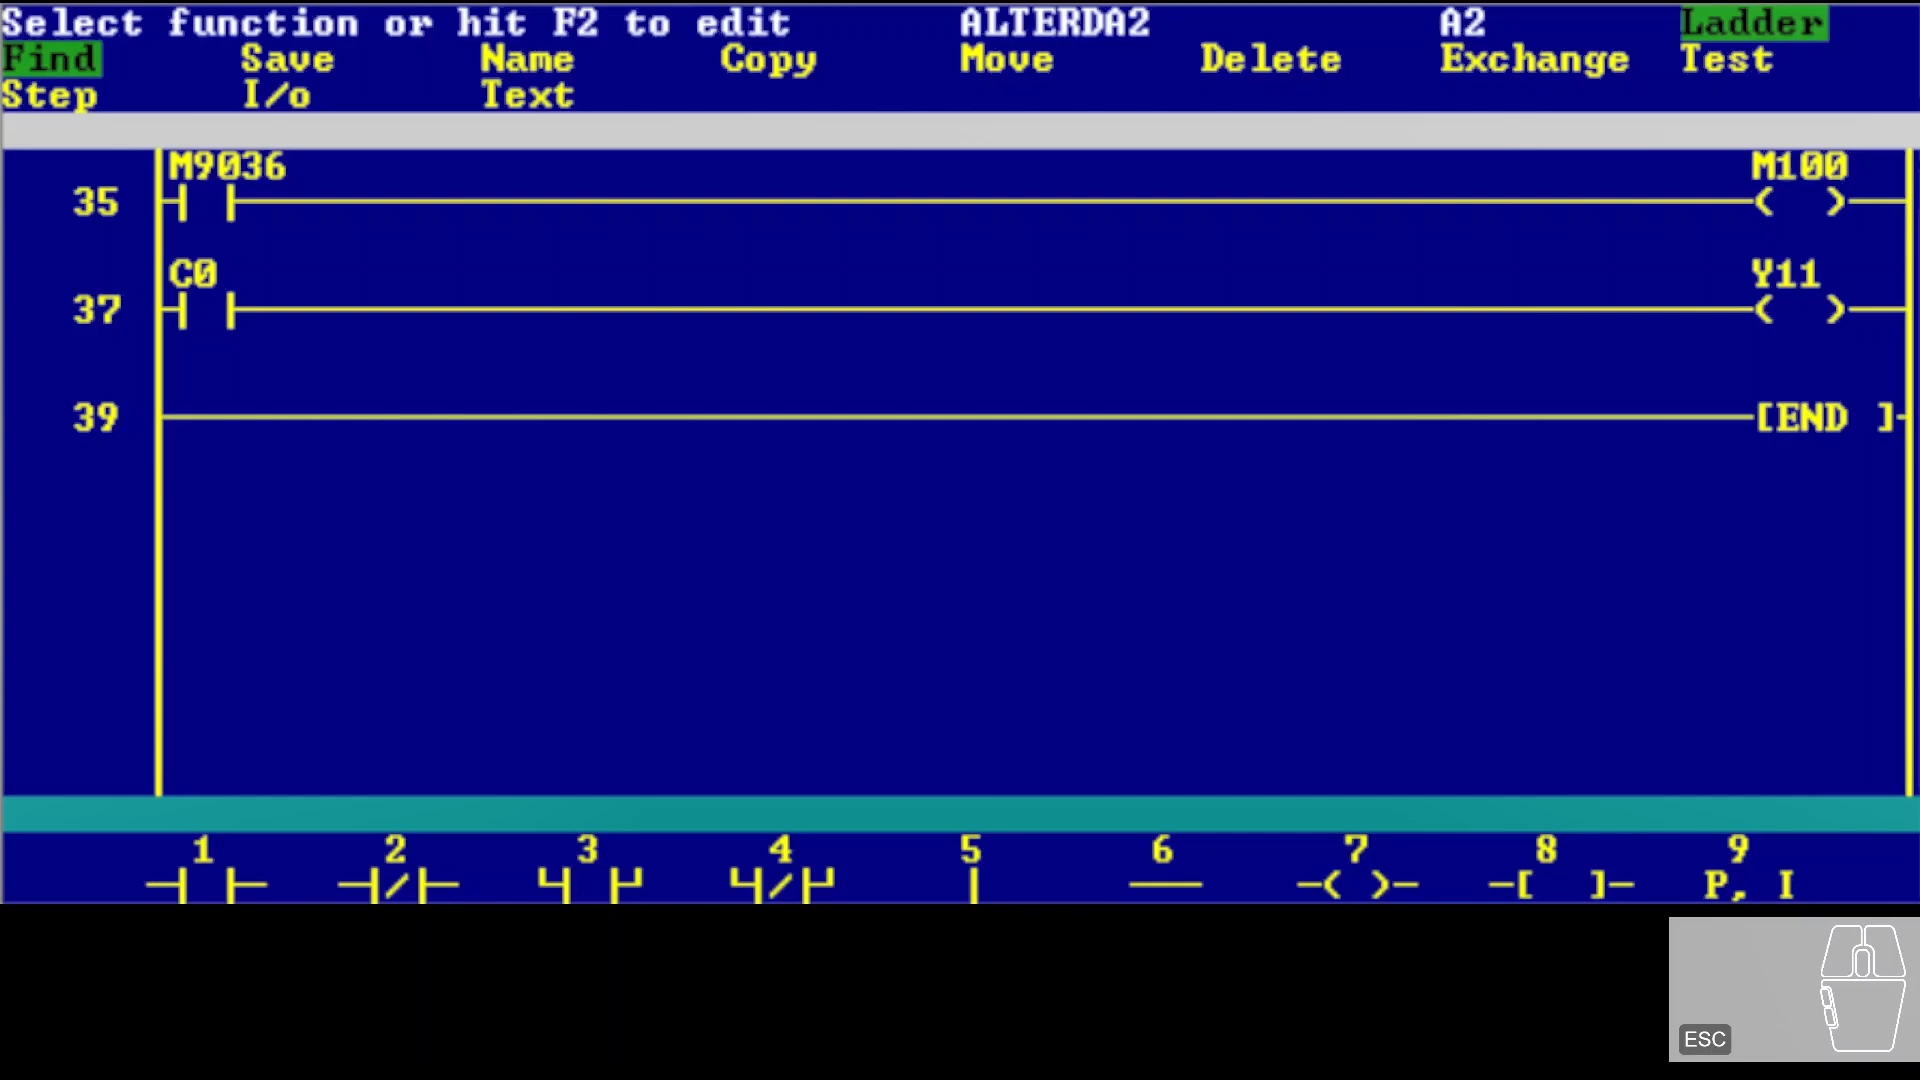 Select function or hit F2 to edit ALTERDA2 A2 Ladder
Find Save Name Copy Move Delete Exchange Test
Step I/o Text
M9036 M100
35
C0 Y11
37
39 [END ]
1 2 3 4 5 6 7 8 9
P, I
ESC